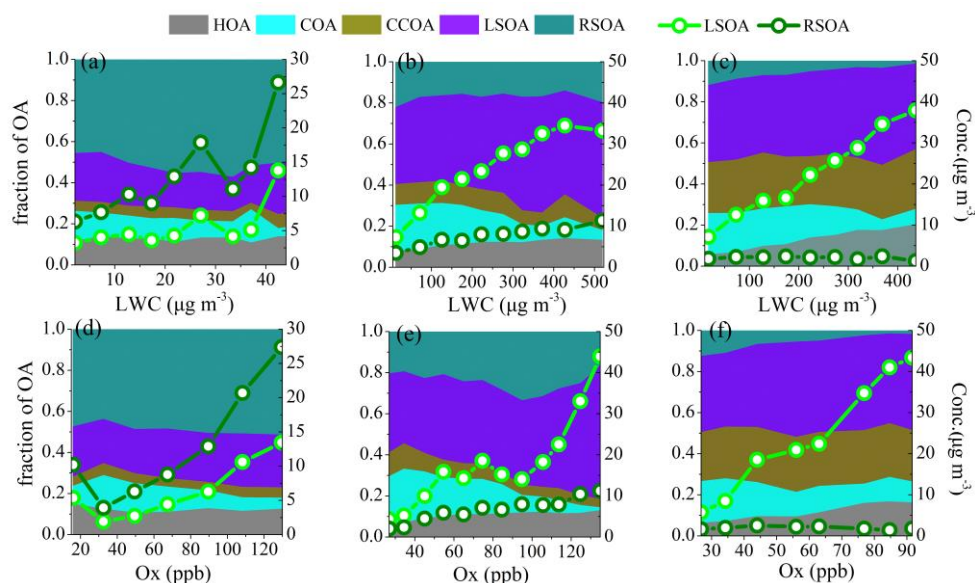 HOA COA CCOA LSOA RSOA LSOA RSOA
(a) (b) (c)
fraction of OA
1.0 0.8 0.6 0.4 0.2 0.0
30 25 20 15 10 5 0
0 10 20 30 40
LWC (μg m⁻³)
1.0 0.8 0.6 0.4 0.2 0.0
50 40 30 20 10 0
100 200 300 400 500
LWC (μg m⁻³)
1.0 0.8 0.6 0.4 0.2 0.0
50 40 30 20 10 0
100 200 300 400
LWC (μg m⁻³)
Conc.(μg m⁻³)
(d) (e) (f)
fraction of OA
1.0 0.8 0.6 0.4 0.2 0.0
30 25 20 15 10 5 0
20 40 60 80 100 120
Ox (ppb)
1.0 0.8 0.6 0.4 0.2 0.0
50 40 30 20 10 0
40 60 80 100 120
Ox (ppb)
1.0 0.8 0.6 0.4 0.2 0.0
50 40 30 20 10 0
30 40 50 60 70 80 90
Ox (ppb)
Conc.(μg m⁻³)